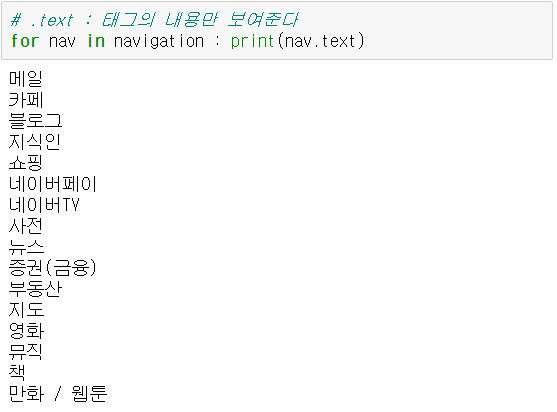 # .text : 태그의 내용만 보여준다
for nav in navigation : print(nav.text)
메일
카페
블로그
지식인
쇼핑
네이버페이
네이버TV
사전
뉴스
증권(금융)
부동산
지도
영화
뮤직
책
만화 / 웹툰